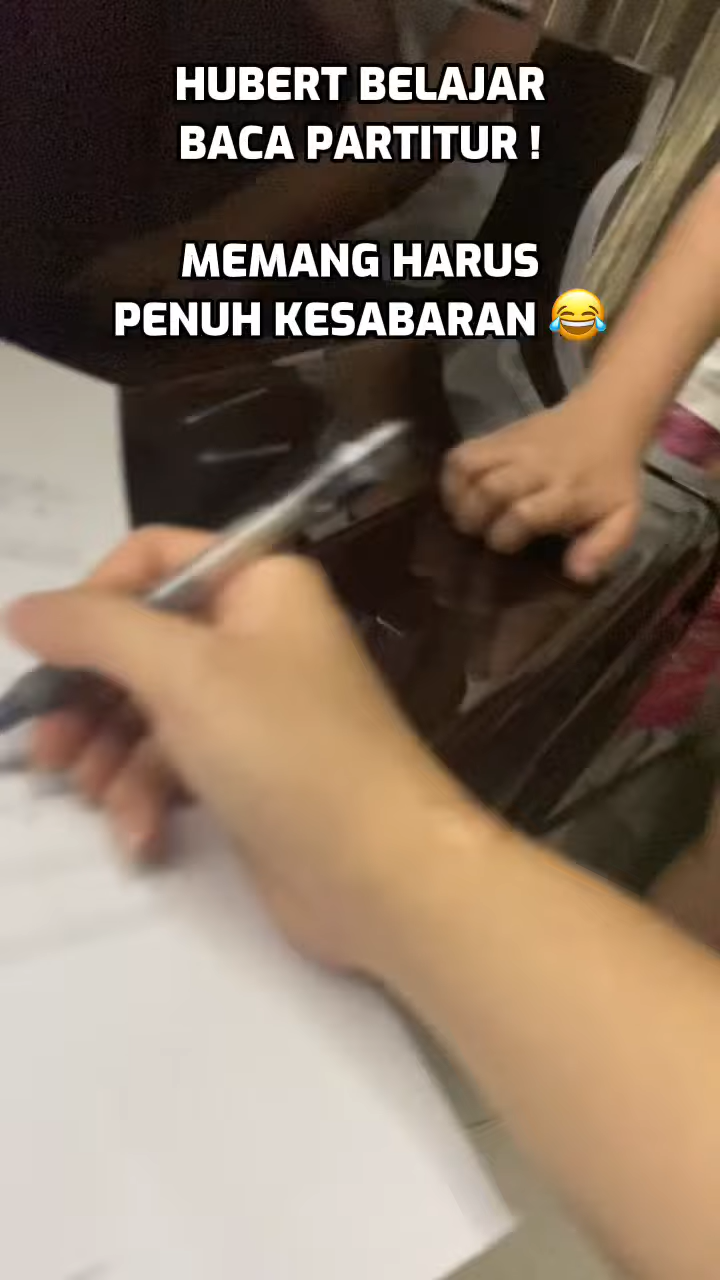 HUBERT BELAJAR
BACA PARTITUR !
MEMANG HARUS
PENUH KESABARAN 😂